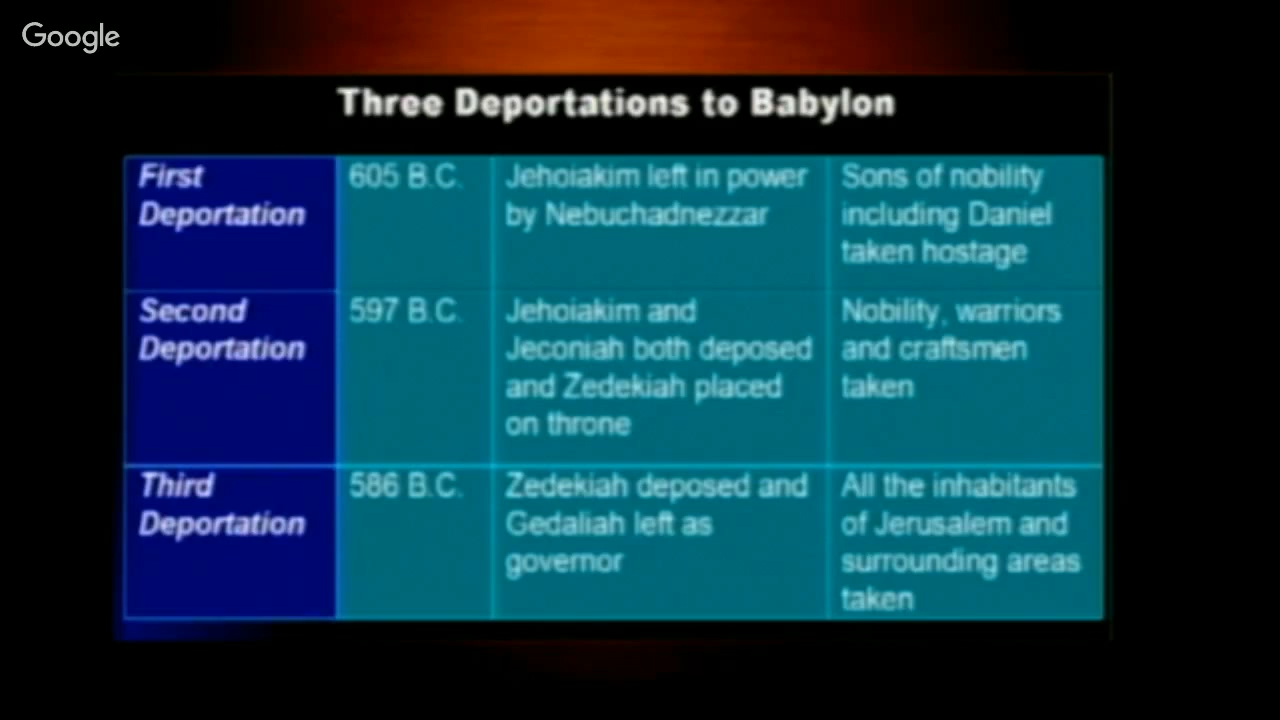 Google
Three Deportations to Babylon
First
Deportation
605 B.C.
Jehoiakim left in power
by Nebuchadnezzar
Sons of nobility
including Daniel
taken hostage
Second
Deportation
597 B.C.
Jehoiakim and
Jeconiah both deposed
and Zedekiah placed
on throne
Nobility, warriors
and craftsmen
taken
Third
Deportation
586 B.C.
Zedekiah deposed and
Gedaliah left as
governor
All the inhabitants
of Jerusalem and
surrounding areas
taken